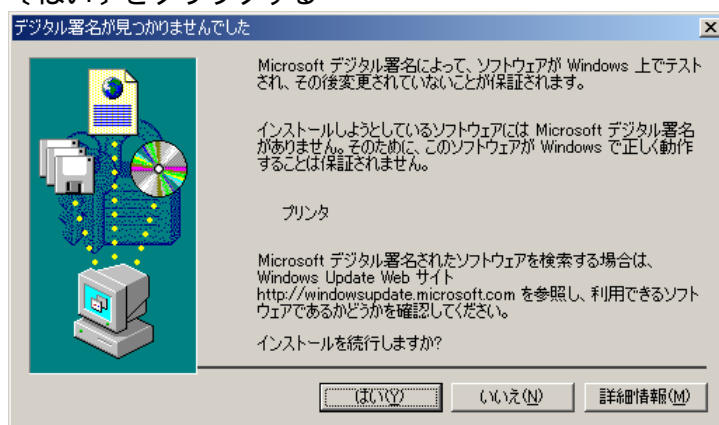 ＜はい＞をクリックする
デジタル署名が見つかりませんでした
Microsoft デジタル署名によって、ソフトウェアが Windows 上でテスト
され、その後変更されていないことが保証されます。
インストールしようとしているソフトウェアには Microsoft デジタル署名
がありません。そのために、このソフトウェアが Windows で正しく動作
することは保証されません。
プリンタ
Microsoft デジタル署名されたソフトウェアを検索する場合は、
Windows Update Web サイト
http://windowsupdate.microsoft.com を参照し、利用できるソフト
ウェアであるかどうかを確認してください。
インストールを続行しますか?
はい(Y) いいえ(N) 詳細情報(M)